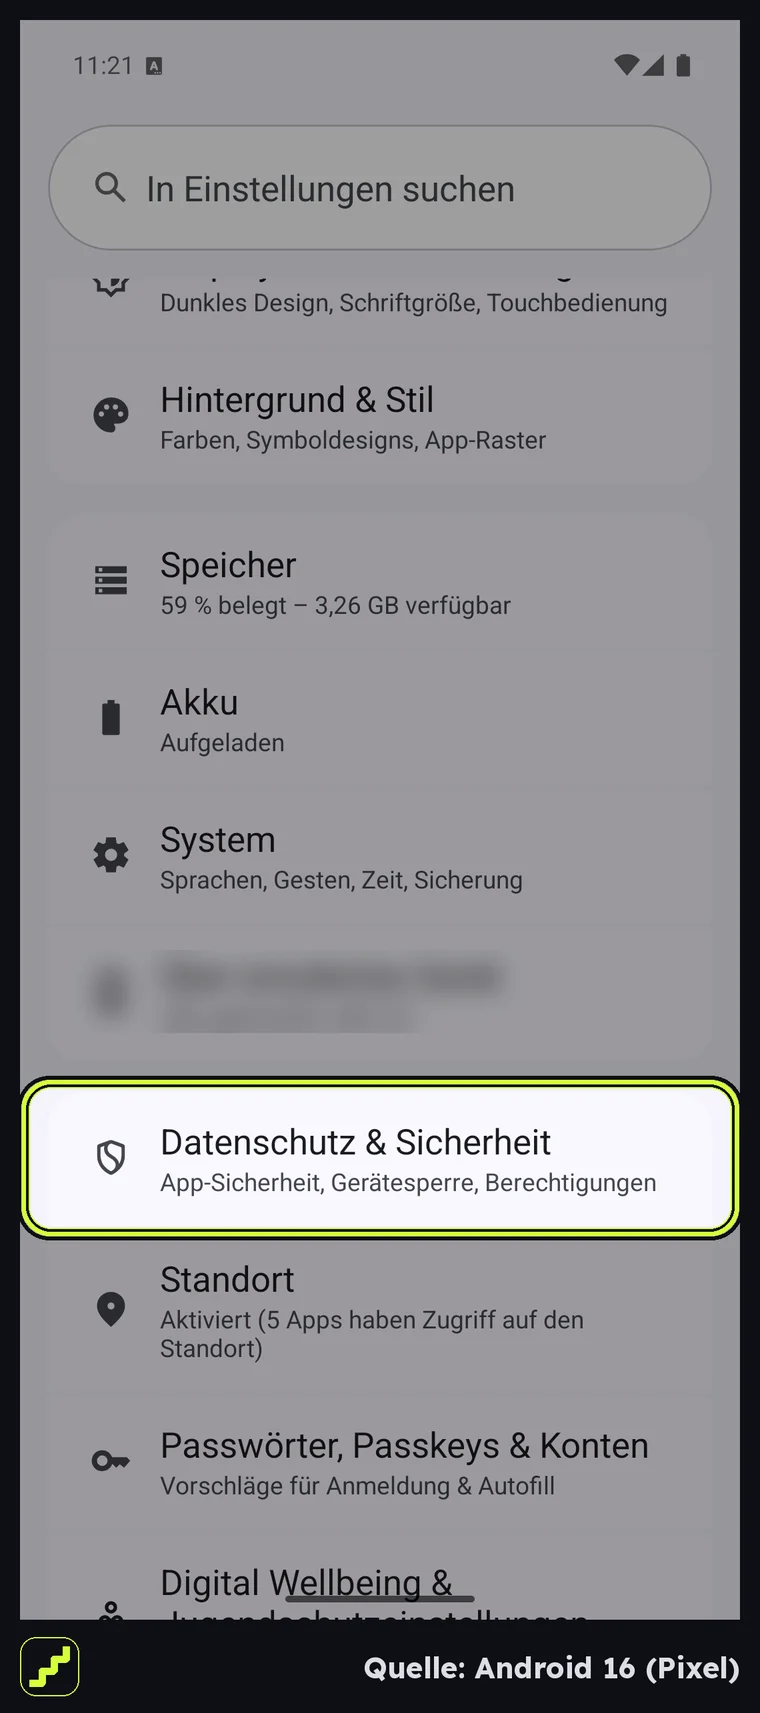 11:21
In Einstellungen suchen
Dunkles Design, Schriftgröße, Touchbedienung
Hintergrund & Stil
Farben, Symboldesigns, App-Raster
Speicher
59 % belegt – 3,26 GB verfügbar
Akku
Aufgeladen
System
Sprachen, Gesten, Zeit, Sicherung
Datenschutz & Sicherheit
App-Sicherheit, Gerätesperre, Berechtigungen
Standort
Aktiviert (5 Apps haben Zugriff auf den
Standort)
Passwörter, Passkeys & Konten
Vorschläge für Anmeldung & Autofill
Digital Wellbeing &
Jugendschutzeinstellungen
Quelle: Android 16 (Pixel)